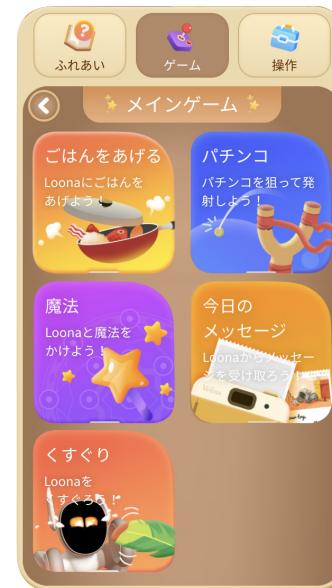 ふれあい
ゲーム
操作
メインゲーム
ごはんをあげる
Loonaにごはんを
あげよう！
パチンコ
パチンコを狙って発
射しよう！
魔法
Loonaと魔法を
かけよう！
今日の
メッセージ
Loonaからメッセー
ジを受け取ろう！
くすぐり
Loonaを
くすぐろう！